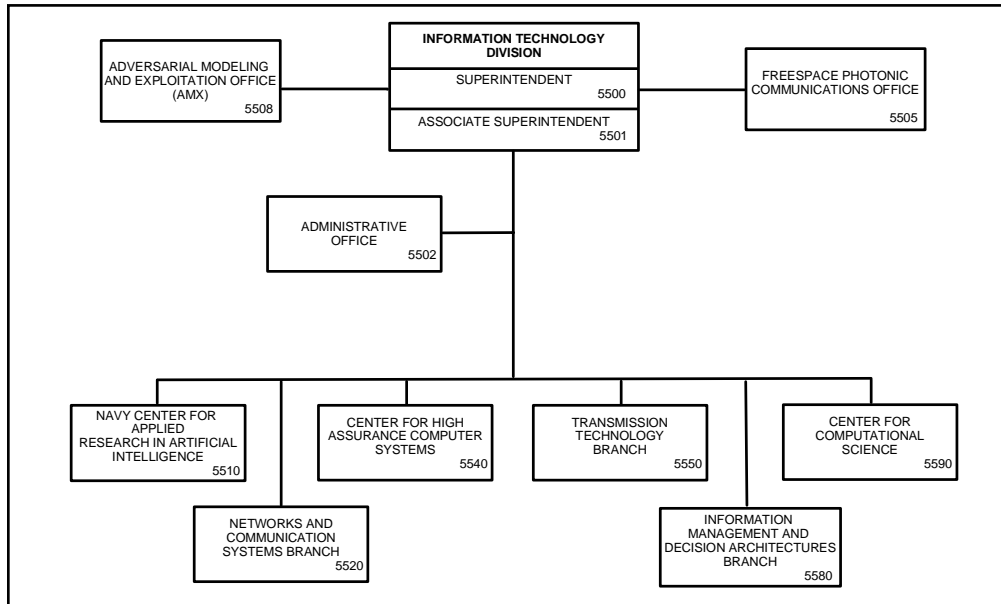 INFORMATION TECHNOLOGY
DIVISION
SUPERINTENDENT
5500
ASSOCIATE SUPERINTENDENT
5501
ADVERSARIAL MODELING
AND EXPLOITATION OFFICE
(AMX)
5508
FREESPACE PHOTONIC
COMMUNICATIONS OFFICE
5505
ADMINISTRATIVE
OFFICE
5502
NAVY CENTER FOR
APPLIED
RESEARCH IN ARTIFICIAL
INTELLIGENCE
5510
CENTER FOR HIGH
ASSURANCE COMPUTER
SYSTEMS
5540
TRANSMISSION
TECHNOLOGY
BRANCH
5550
CENTER FOR
COMPUTATIONAL
SCIENCE
5590
NETWORKS AND
COMMUNICATION
SYSTEMS BRANCH
5520
INFORMATION
MANAGEMENT AND
DECISION ARCHITECTURES
BRANCH
5580